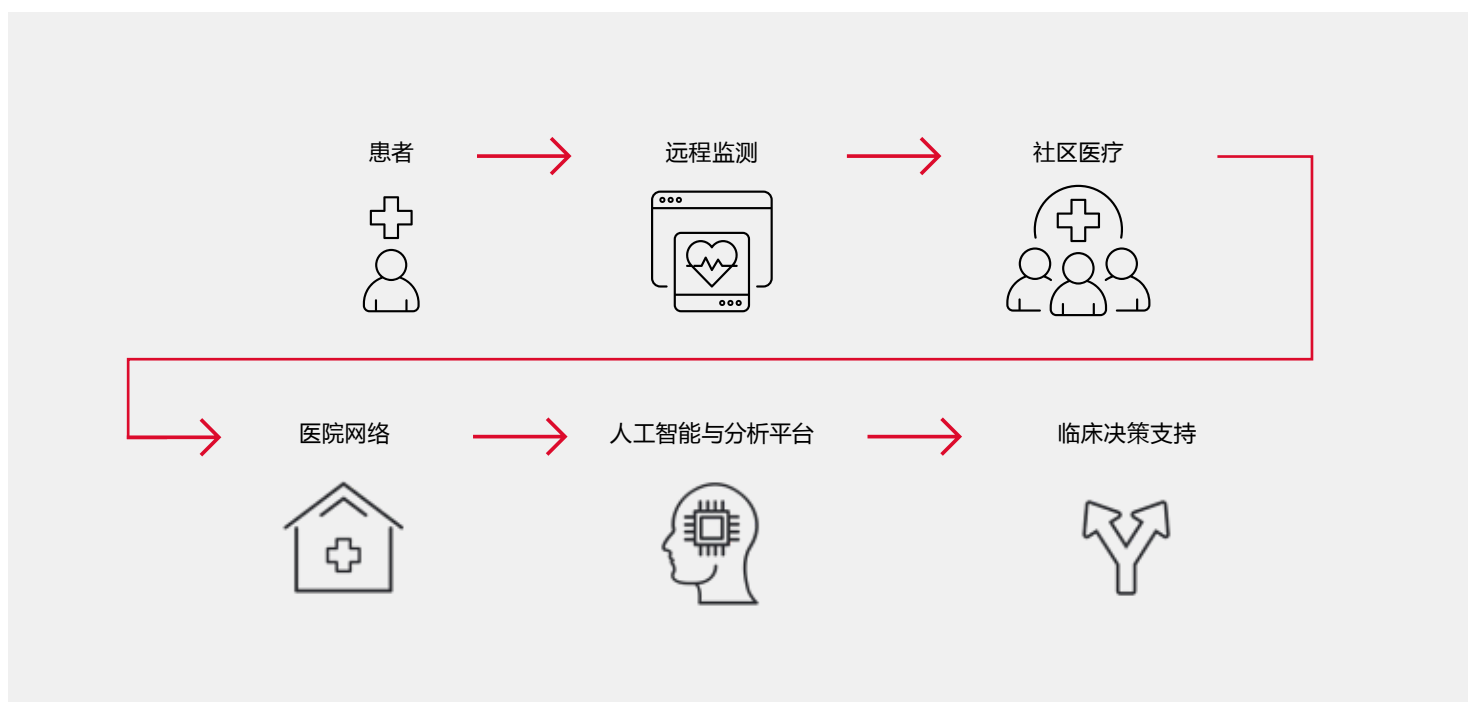 患者
远程监测
社区医疗
医院网络
人工智能与分析平台
临床决策支持